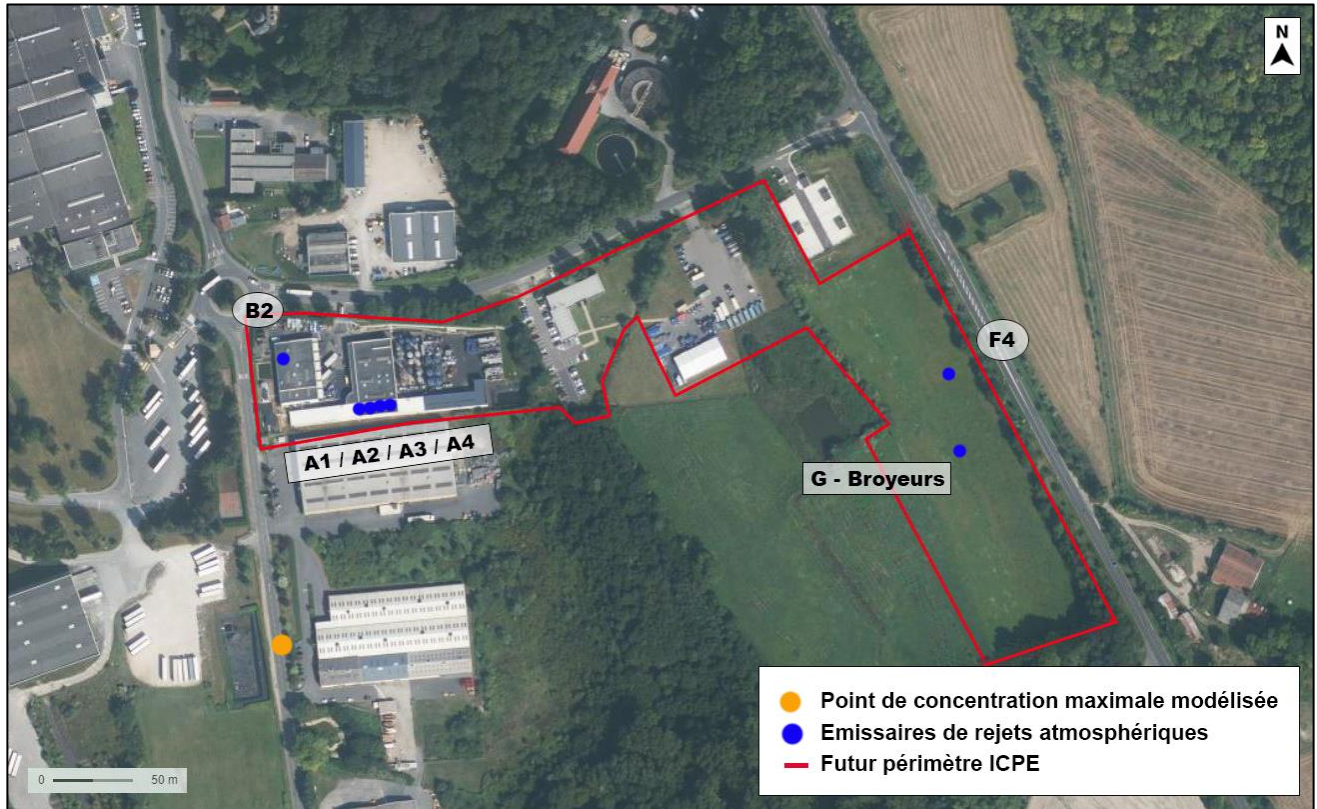 N
B2
F4
A1 / A2 / A3 / A4
G - Broyeurs
Point de concentration maximale modélisée
Emissaires de rejets atmosphériques
Futur périmètre ICPE
0 50 m